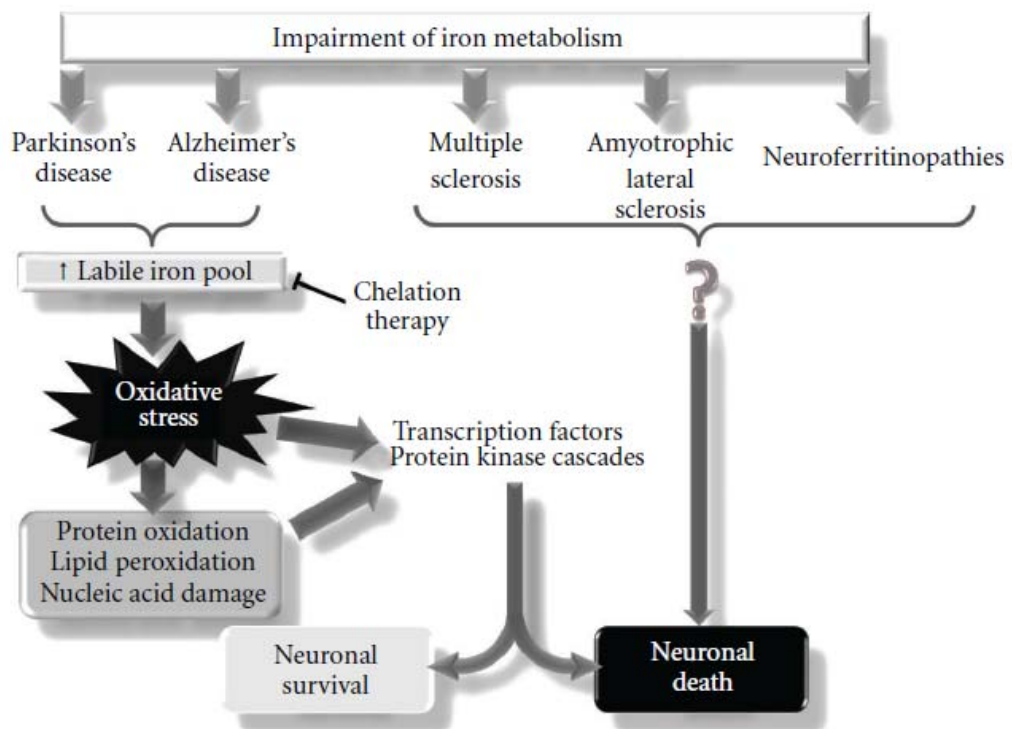 Impairment of iron metabolism
Parkinson's
disease
Alzheimer's
disease
Multiple
sclerosis
Amyotrophic
lateral
sclerosis
Neuroferritinopathies
↑ Labile iron pool
Chelation
therapy
?
Oxidative
stress
Transcription factors
Protein kinase cascades
Protein oxidation
Lipid peroxidation
Nucleic acid damage
Neuronal
survival
Neuronal
death